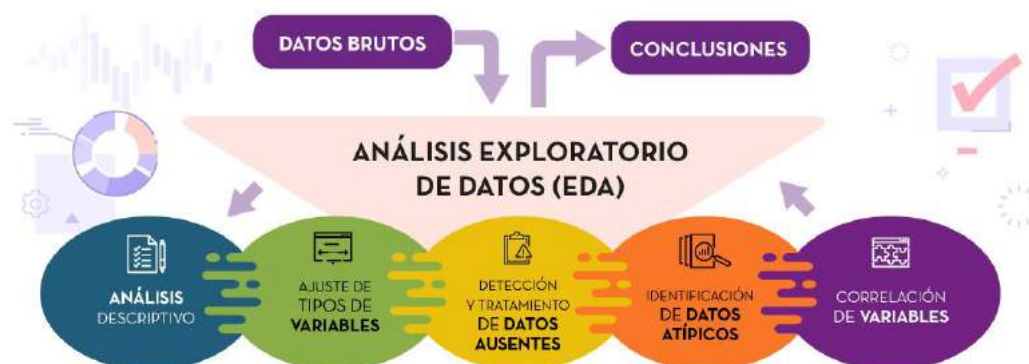 DATOS BRUTOS
CONCLUSIONES
ANÁLISIS EXPLORATORIO
DE DATOS (EDA)
ANÁLISIS
DESCRIPTIVO
AJUSTE DE
TIPOS DE
VARIABLES
DETECCIÓN
Y TRATAMIENTO
DE DATOS
AUSENTES
IDENTIFICACIÓN
DE DATOS
ATÍPICOS
CORRELACIÓN
DE VARIABLES